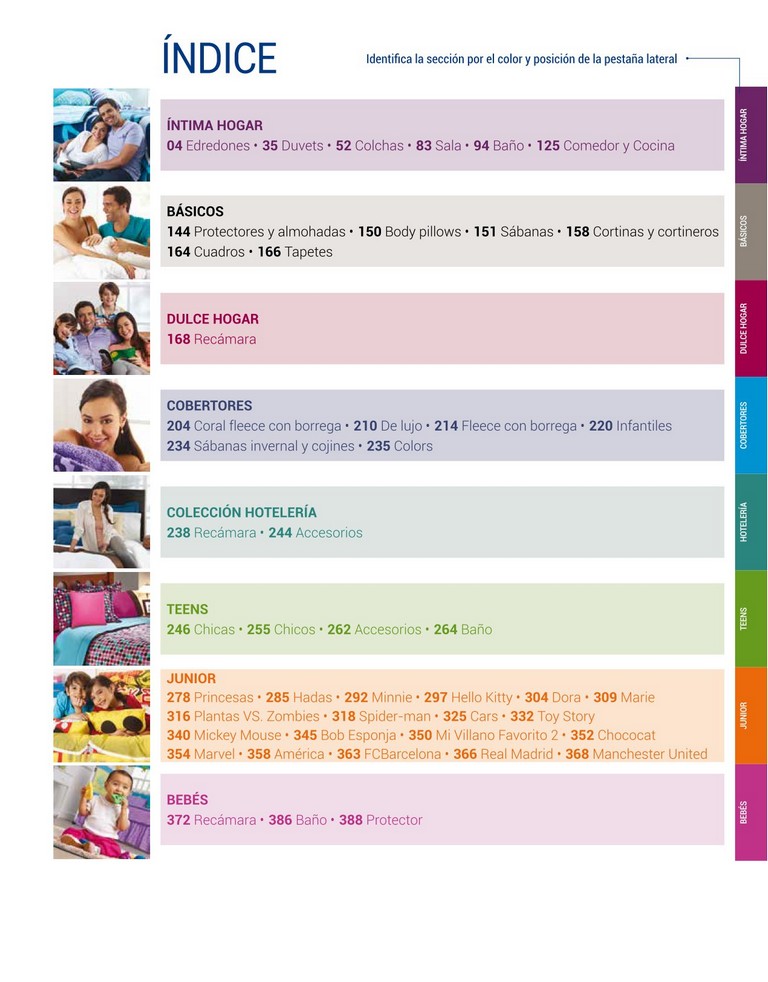 ÍNDICE
Identifica la sección por el color y posición de la pestaña lateral
ÍNTIMA HOGAR
04 Edredones • 35 Duvets • 52 Colchas • 83 Sala • 94 Baño • 125 Comedor y Cocina
ÍNTIMA HOGAR
BÁSICOS
144 Protectores y almohadas • 150 Body pillows • 151 Sábanas • 158 Cortinas y cortineros
164 Cuadros • 166 Tapetes
BÁSICOS
DULCE HOGAR
168 Recámara
DULCE HOGAR
COBERTORES
204 Coral fleece con borrega • 210 De lujo • 214 Fleece con borrega • 220 Infantiles
234 Sábanas invernal y cojines • 235 Colors
COBERTORES
COLECCIÓN HOTELERÍA
238 Recámara • 244 Accesorios
HOTELERÍA
TEENS
246 Chicas • 255 Chicos • 262 Accesorios • 264 Baño
TEENS
JUNIOR
278 Princesas • 285 Hadas • 292 Minnie • 297 Hello Kitty • 304 Dora • 309 Marie
316 Plantas VS. Zombies • 318 Spider-man • 325 Cars • 332 Toy Story
340 Mickey Mouse • 345 Bob Esponja • 350 Mi Villano Favorito 2 • 352 Chococat
354 Marvel • 358 América • 363 FCBarcelona • 366 Real Madrid • 368 Manchester United
JUNIOR
BEBÉS
372 Recámara • 386 Baño • 388 Protector
BEBÉS